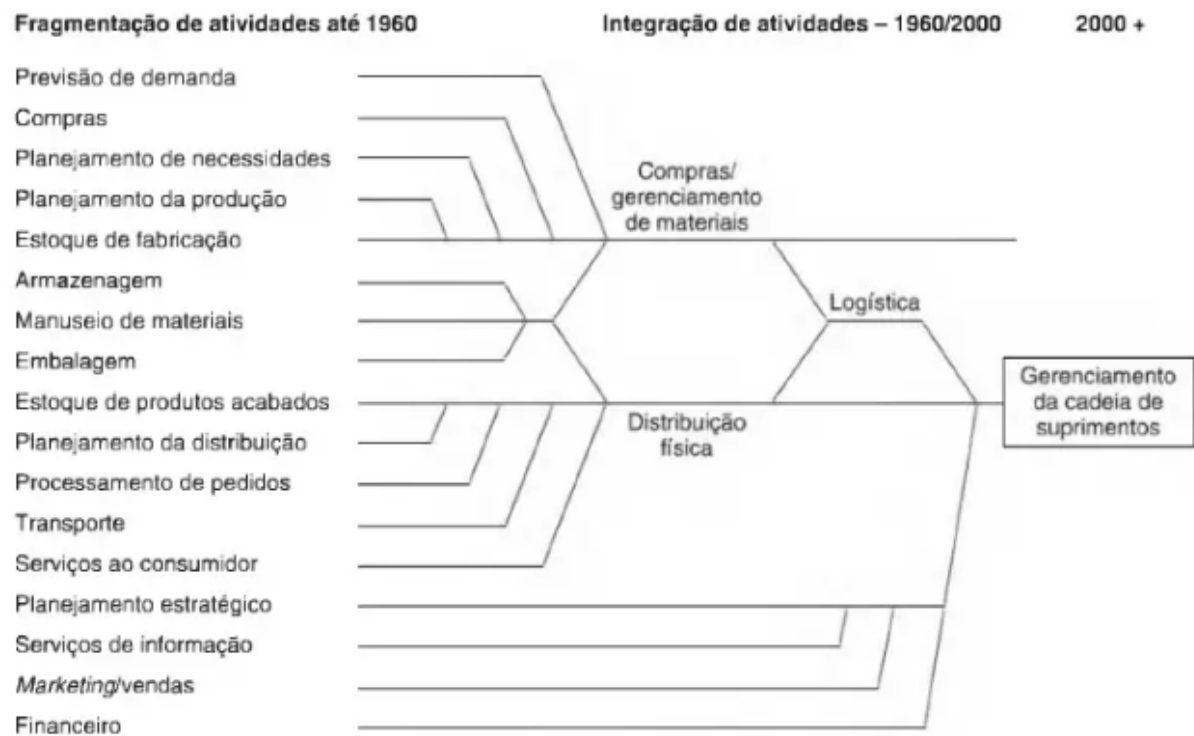 Fragmentação de atividades até 1960 Integração de atividades – 1960/2000 2000 +
Previsão de demanda
Compras
Planejamento de necessidades
Planejamento da produção
Estoque de fabricação
Armazenagem
Manuseio de materiais
Embalagem
Estoque de produtos acabados
Planejamento da distribuição
Processamento de pedidos
Transporte
Serviços ao consumidor
Planejamento estratégico
Serviços de informação
Marketing/vendas
Financeiro
Compras/
gerenciamento
de materiais
Distribuição
física
Logística
Gerenciamento
da cadeia de
suprimentos